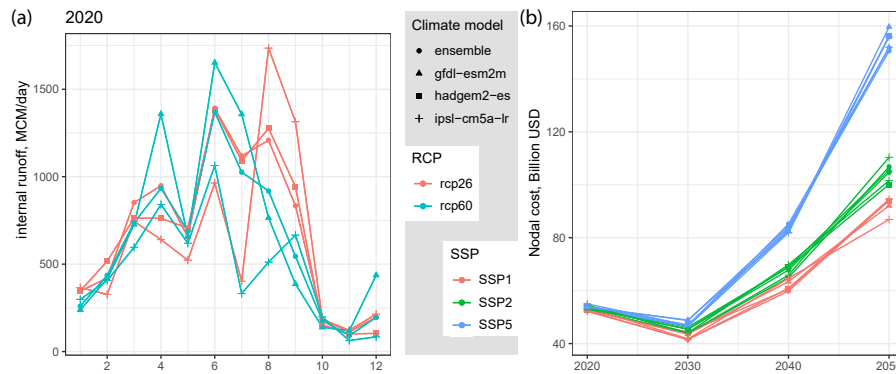 (a)
2020
internal runoff, MCM/day
1500
1000
500
0
2 4 6 8 10 12
Climate model
ensemble
gfdl-esm2m
hadgem2-es
ipsl-cm5a-lr
RCP
rcp26
rcp60
SSP
SSP1
SSP2
SSP5
(b)
Nodal cost, Billion USD
160
120
80
40
2020 2030 2040 205